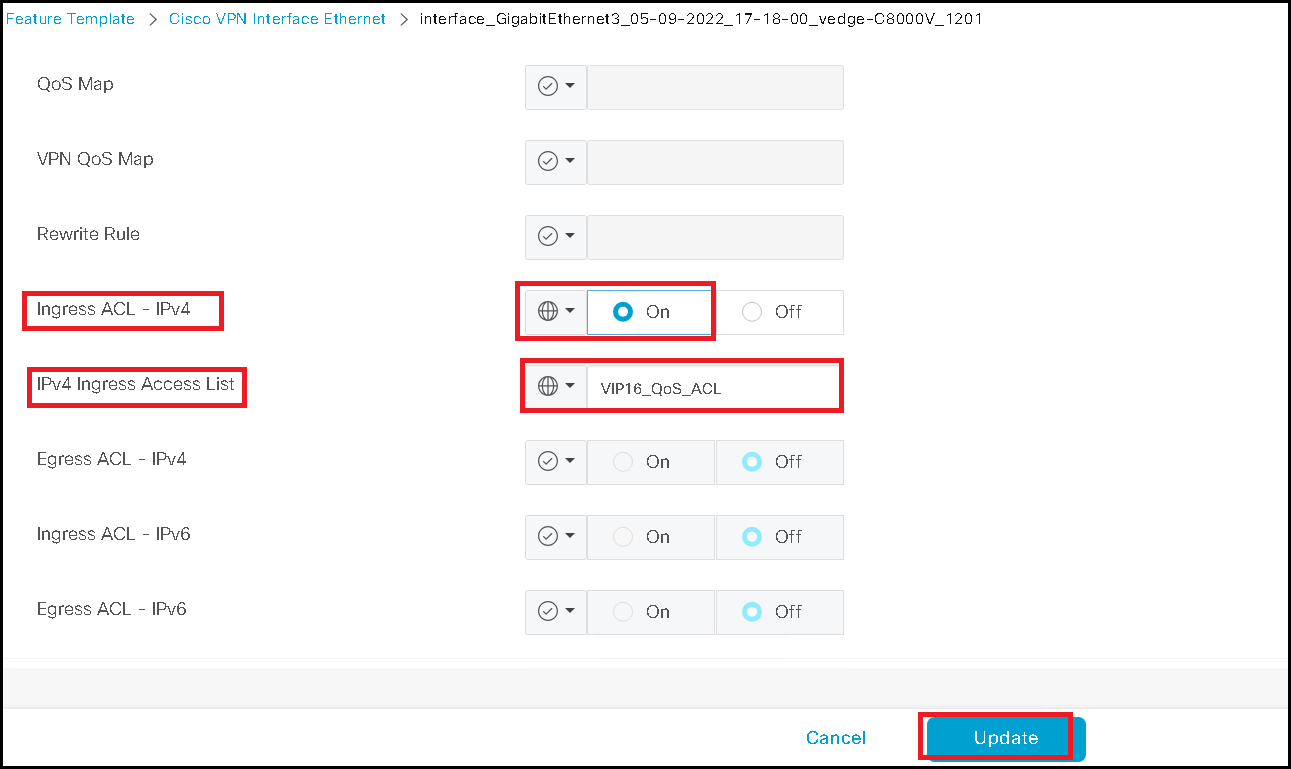 Feature Template > Cisco VPN Interface Ethernet > interface_GigabitEthernet3_05-09-2022_17-18-00_vedge-C8000V_1201
QoS Map
VPN QoS Map
Rewrite Rule
Ingress ACL - IPv4 On Off
IPv4 Ingress Access List VIP16_QoS_ACL
Egress ACL - IPv4 On Off
Ingress ACL - IPv6 On Off
Egress ACL - IPv6 On Off
Cancel Update